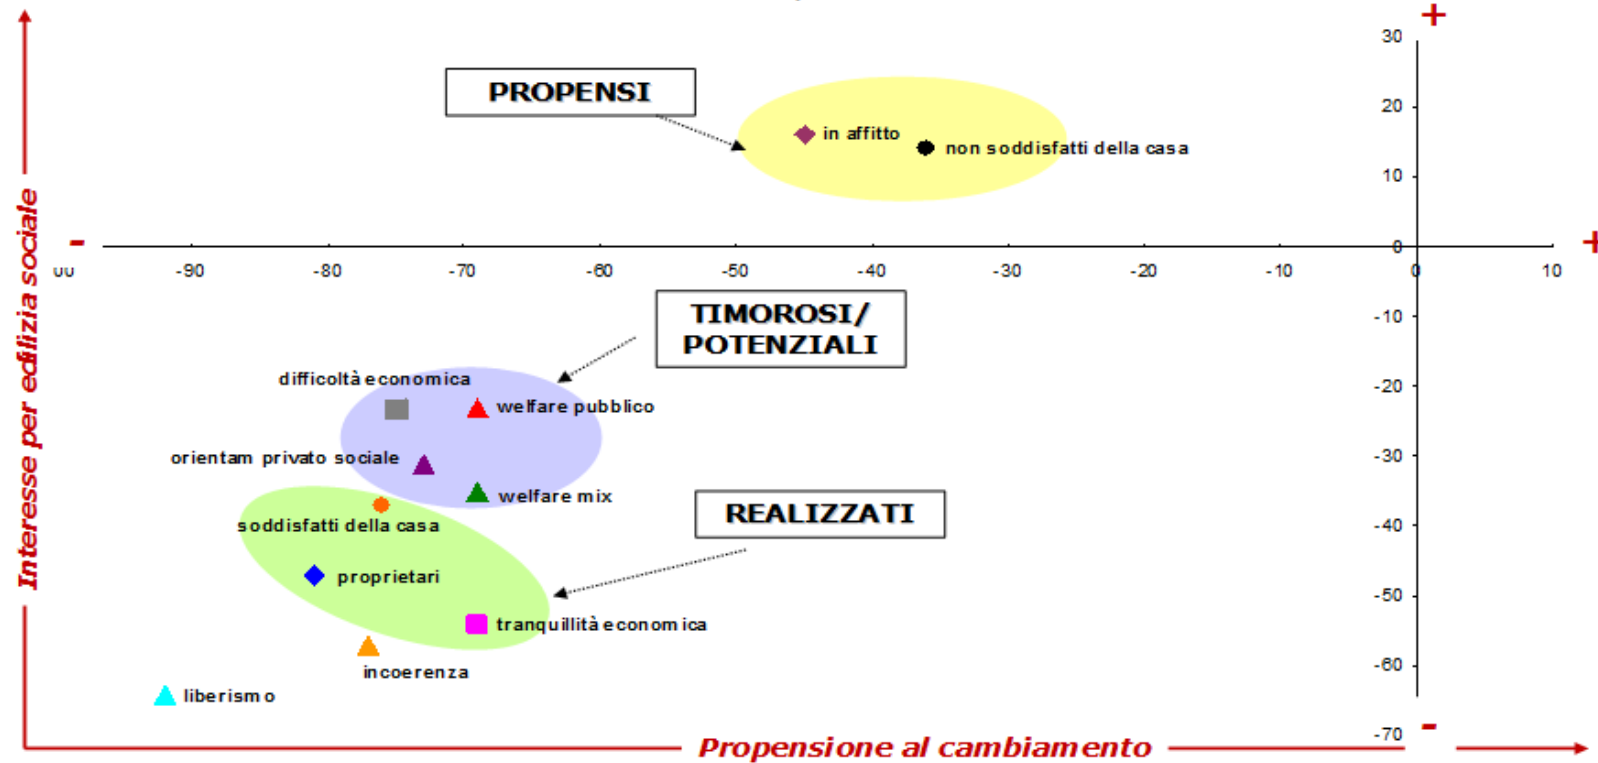 +
30
PROPENSI
20
in affitto
non soddisfatti della casa
10
Interesse per edilizia sociale
-
0
+
-90
-80
-70
-60
-50
-40
-30
-20
-10
0
10
TIMOROSI/
POTENZIALI
-10
difficoltà economica
-20
welfare pubblico
orientam privato sociale
-30
welfare mix
REALIZZATI
soddisfatti della casa
-40
proprietari
-50
tranquillità economica
incoerenza
-60
liberismo
-
-70
Propensione al cambiamento